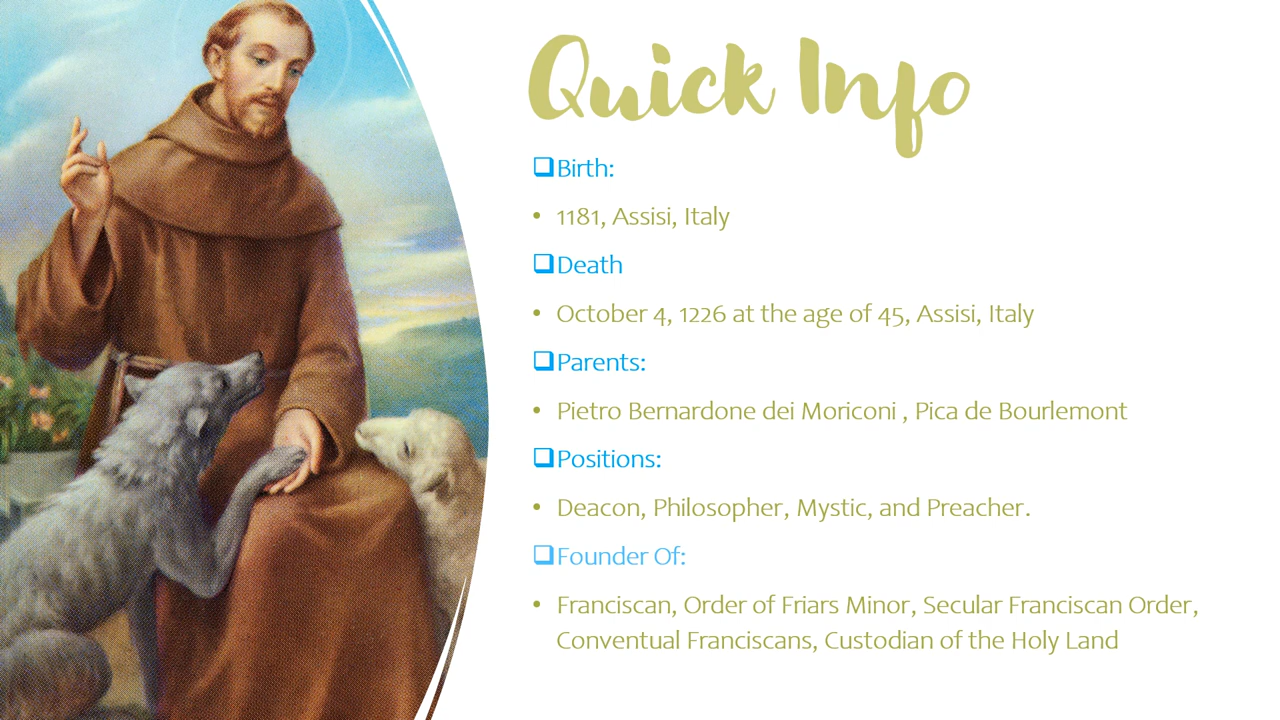 Quick Info
❑Birth:
• 1181, Assisi, Italy
❑Death
• October 4, 1226 at the age of 45, Assisi, Italy
❑Parents:
• Pietro Bernardone dei Moriconi , Pica de Bourlemont
❑Positions:
• Deacon, Philosopher, Mystic, and Preacher.
❑Founder Of:
• Franciscan, Order of Friars Minor, Secular Franciscan Order,
Conventual Franciscans, Custodian of the Holy Land